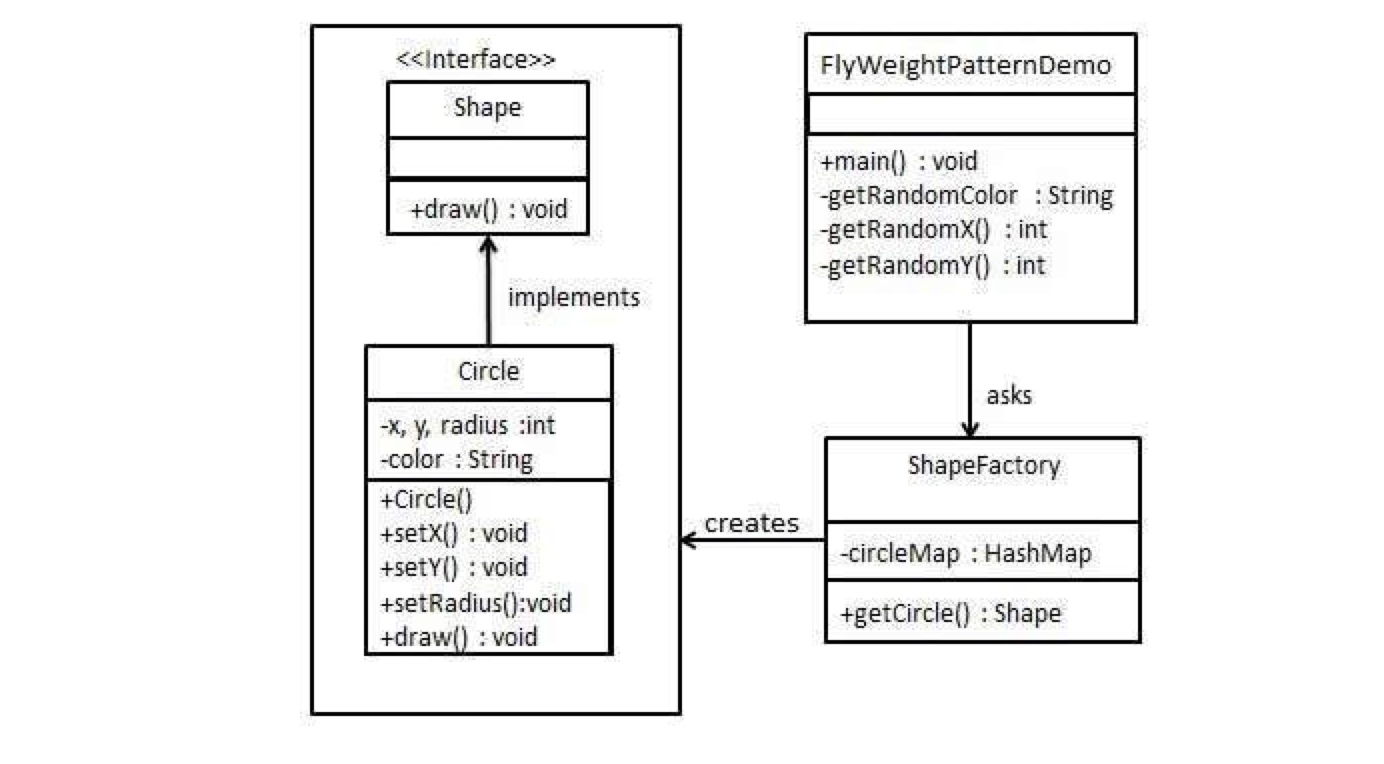 <<Interface>>
Shape
+draw() : void
implements
Circle
-x, y, radius :int
-color : String
+Circle()
+setX() : void
+setY() : void
+setRadius():void
+draw() : void
FlyWeightPatternDemo
+main() : void
-getRandomColor : String
-getRandomX() : int
-getRandomY() : int
asks
ShapeFactory
-circleMap : HashMap
+getCircle() : Shape
creates